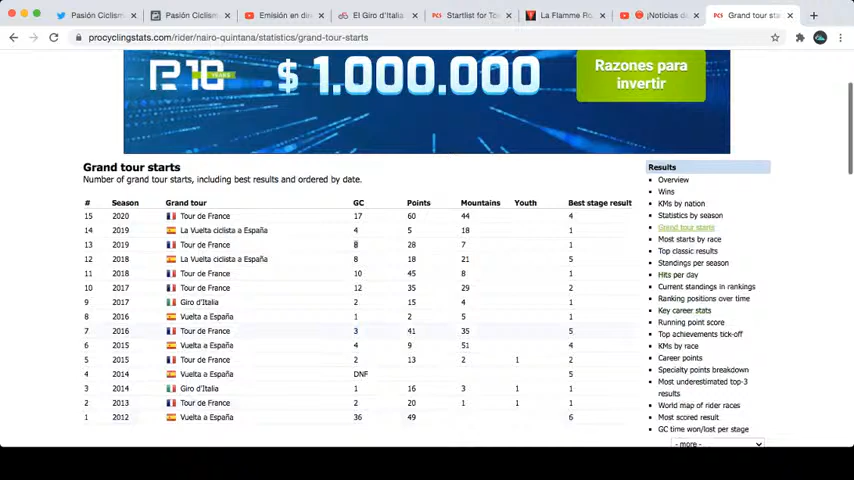 Pasión Ciclism
Pasión Ciclism
Emisión en dir
El Giro d'Italia
Startlist for To
La Flamme Ro
¡Noticias de
Grand tour sta
procyclingstats.com/rider/nairo-quintana/statistics/grand-tour-starts
YEARS $ 1.000.000 Razones para
invertir
Grand tour starts
Number of grand tour starts, including best results and ordered by date.
# Season Grand tour GC Points Mountains Youth Best stage result
15 2020 Tour de France 17 60 44 4
14 2019 La Vuelta ciclista a España 4 5 18 1
13 2019 Tour de France 8 28 7 1
12 2018 La Vuelta ciclista a España 8 18 21 5
11 2018 Tour de France 10 45 8 1
10 2017 Tour de France 12 35 29 2
9 2017 Giro d'Italia 2 15 4 1
8 2016 Vuelta a España 1 2 5 1
7 2016 Tour de France 3 41 35 5
6 2015 Vuelta a España 4 9 51 4
5 2015 Tour de France 2 13 2 1 2
4 2014 Vuelta a España DNF 5
3 2014 Giro d'Italia 1 16 3 1 1
2 2013 Tour de France 2 20 1 1 1
1 2012 Vuelta a España 36 49 6
Results
Overview
Wins
KMs by nation
Statistics by season
Grand tour starts
Most starts by race
Top classic results
Standings per season
Hits per day
Current standings in rankings
Ranking positions over time
Key career stats
Running point score
Top achievements tick-off
KMs by race
Career points
Specialty points breakdown
Most underestimated top-3
results
World map of rider races
Most scored result
GC time won/lost per stage
- more -